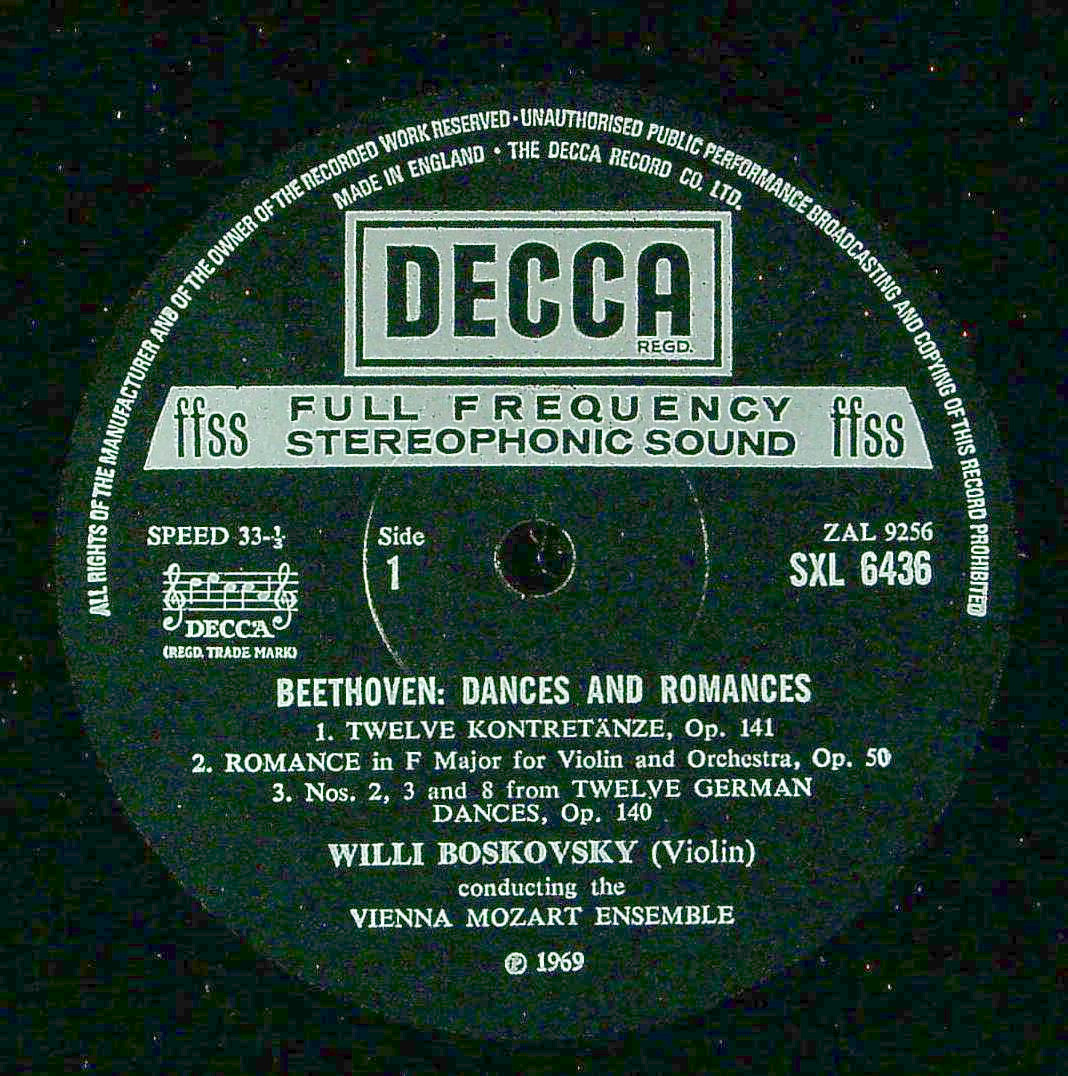 ALL RIGHTS OF THE MANUFACTURER AND OF THE OWNER OF THE RECORDED WORK RESERVED · UNAUTHORISED PUBLIC PERFORMANCE BROADCASTING AND COPYING OF THIS RECORD PROHIBITED
MADE IN ENGLAND • THE DECCA RECORD CO. LTD.
DECCA
REGD.
ffss FULL FREQUENCY ffss
STEREOPHONIC SOUND
SPEED 33-⅓
Side
1
ZAL 9256
SXL 6436
DECCA
(REGD. TRADE MARK)
BEETHOVEN: DANCES AND ROMANCES
1. TWELVE KONTRETÄNZE, Op. 141
2. ROMANCE in F Major for Violin and Orchestra, Op. 50
3. Nos. 2, 3 and 8 from TWELVE GERMAN
DANCES, Op. 140
WILLI BOSKOVSKY (Violin)
conducting the
VIENNA MOZART ENSEMBLE
℗ 1969